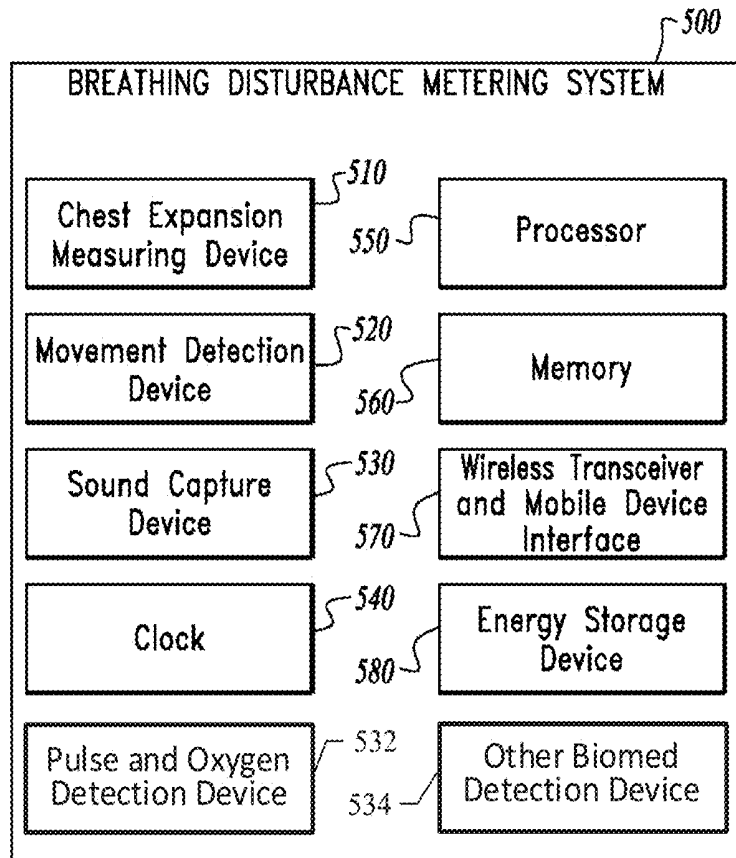 500
BREATHING DISTURBANCE METERING SYSTEM
510
Chest Expansion
Measuring Device
550
Processor
520
Movement Detection
Device
560
Memory
530
Sound Capture
Device
570
Wireless Transceiver
and Mobile Device
Interface
540
Clock
580
Energy Storage
Device
532
Pulse and Oxygen
Detection Device
534
Other Biomed
Detection Device